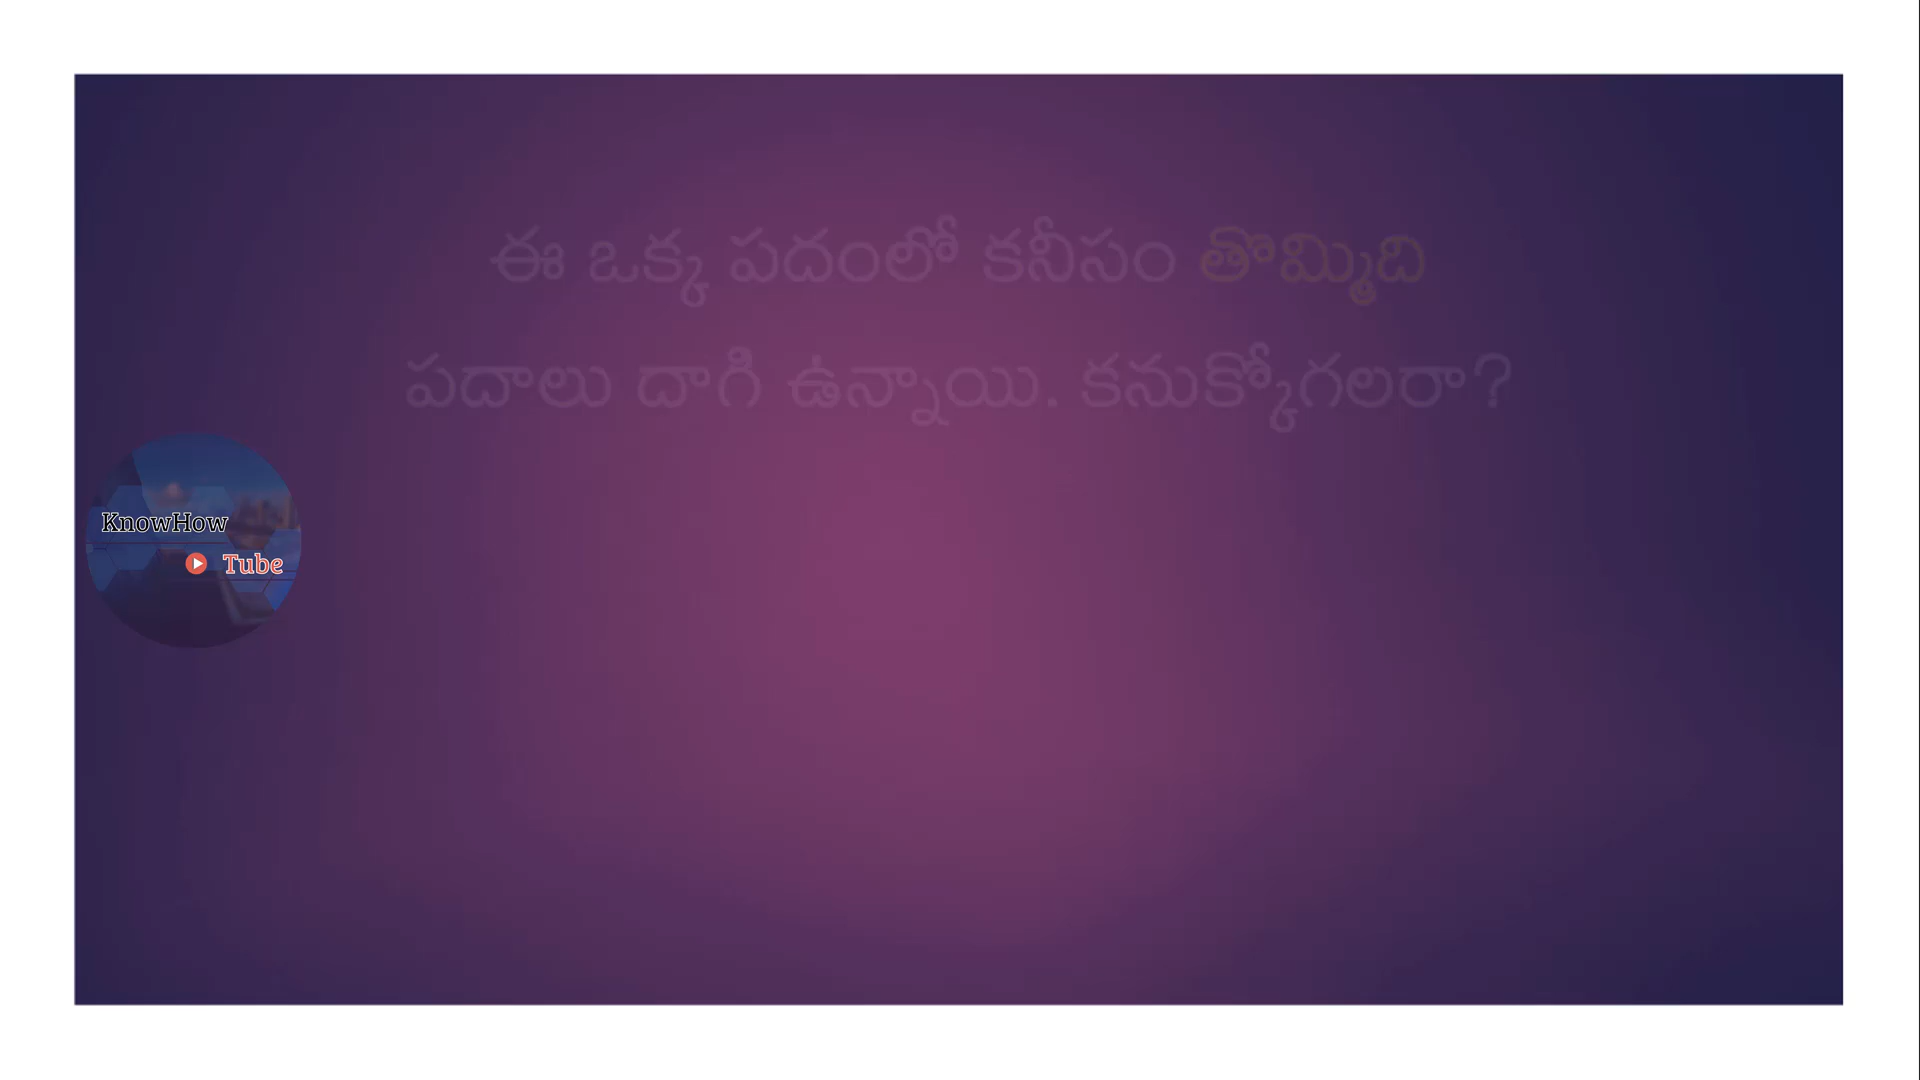 ఈ ఒక్క పదంలో కనీసం తొమ్మిది
పదాలు దాగి ఉన్నాయి. కనుక్కోగలరా?
KnowHow
Tube